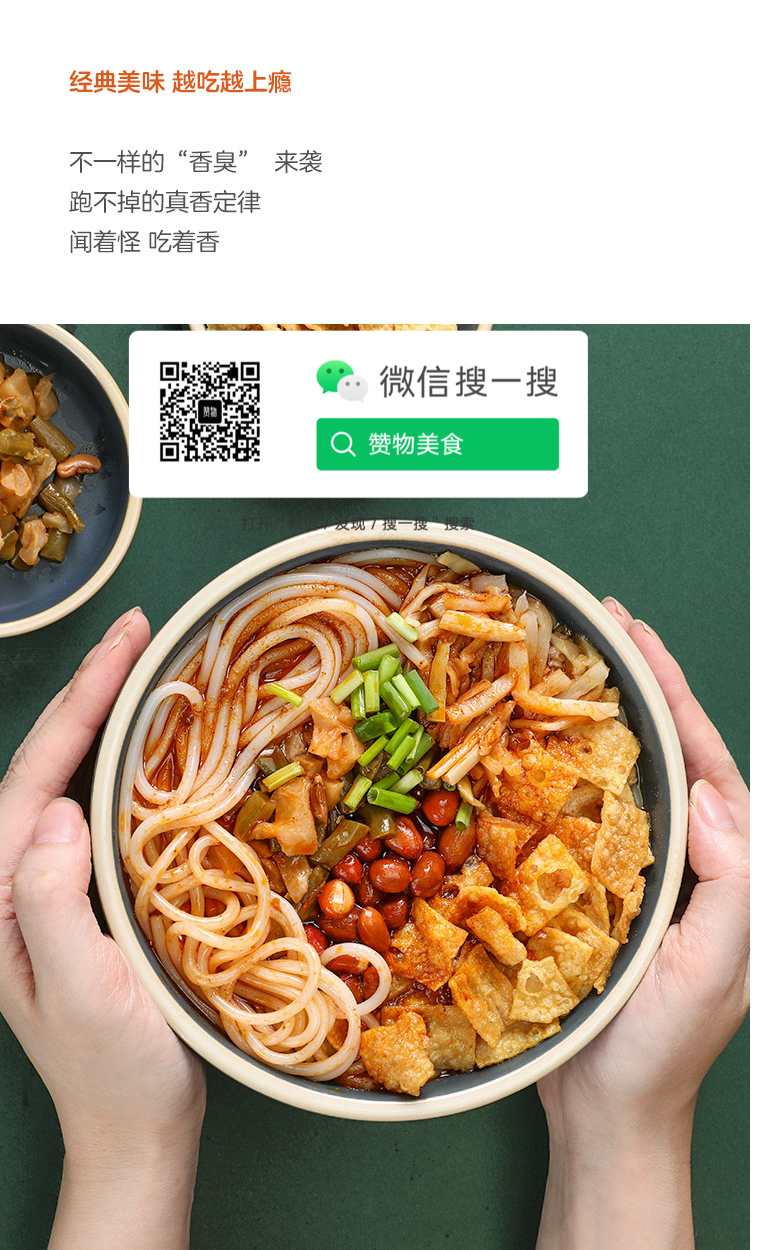 经典美味 越吃越上瘾
不一样的“香臭” 来袭
跑不掉的真香定律
闻着怪 吃着香
微信搜一搜
赞物
赞物美食
打开“微信 / 发现 / 搜一搜”搜索